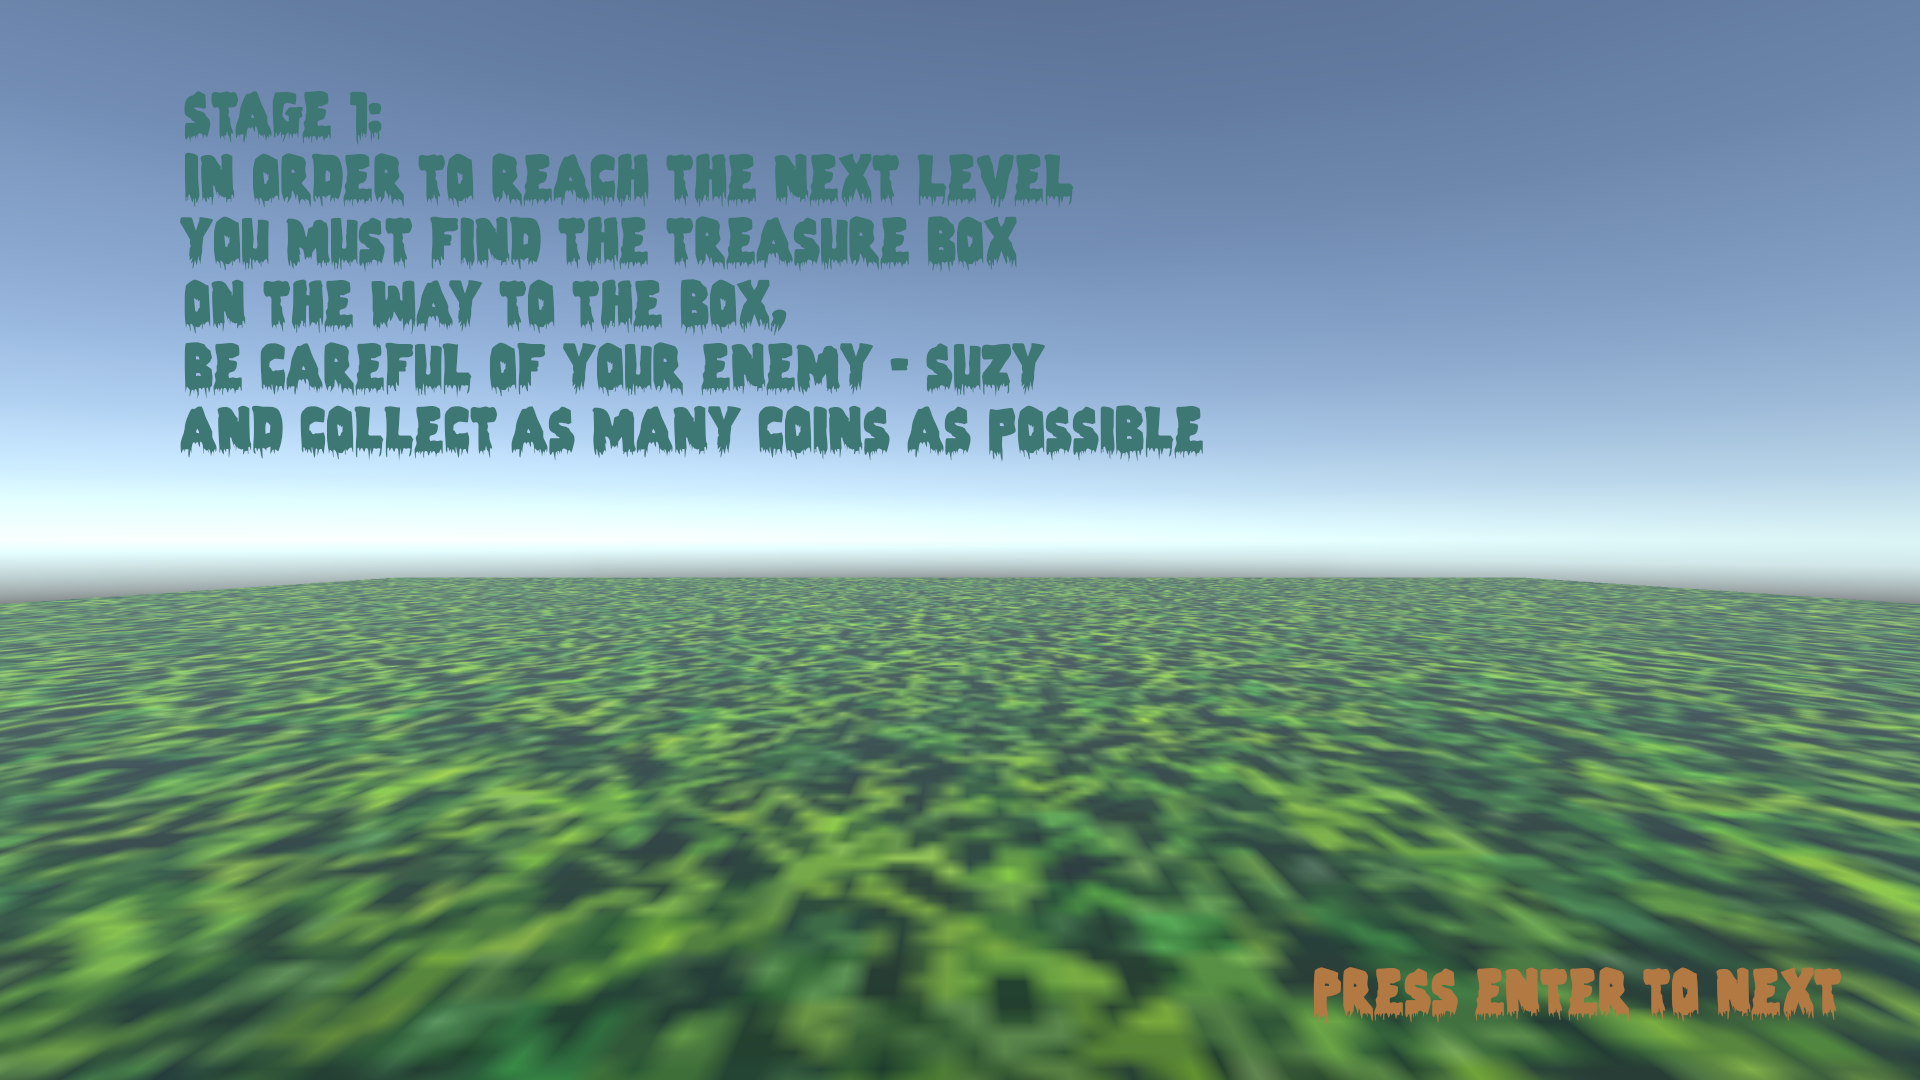 STAGE 1:
IN ORDER TO REACH THE NEXT LEVEL
YOU MUST FIND THE TREASURE BOX
ON THE WAY TO THE BOX,
BE CAREFUL OF YOUR ENEMY - SUZY
AND COLLECT AS MANY COINS AS POSSIBLE
PRESS ENTER TO NEXT